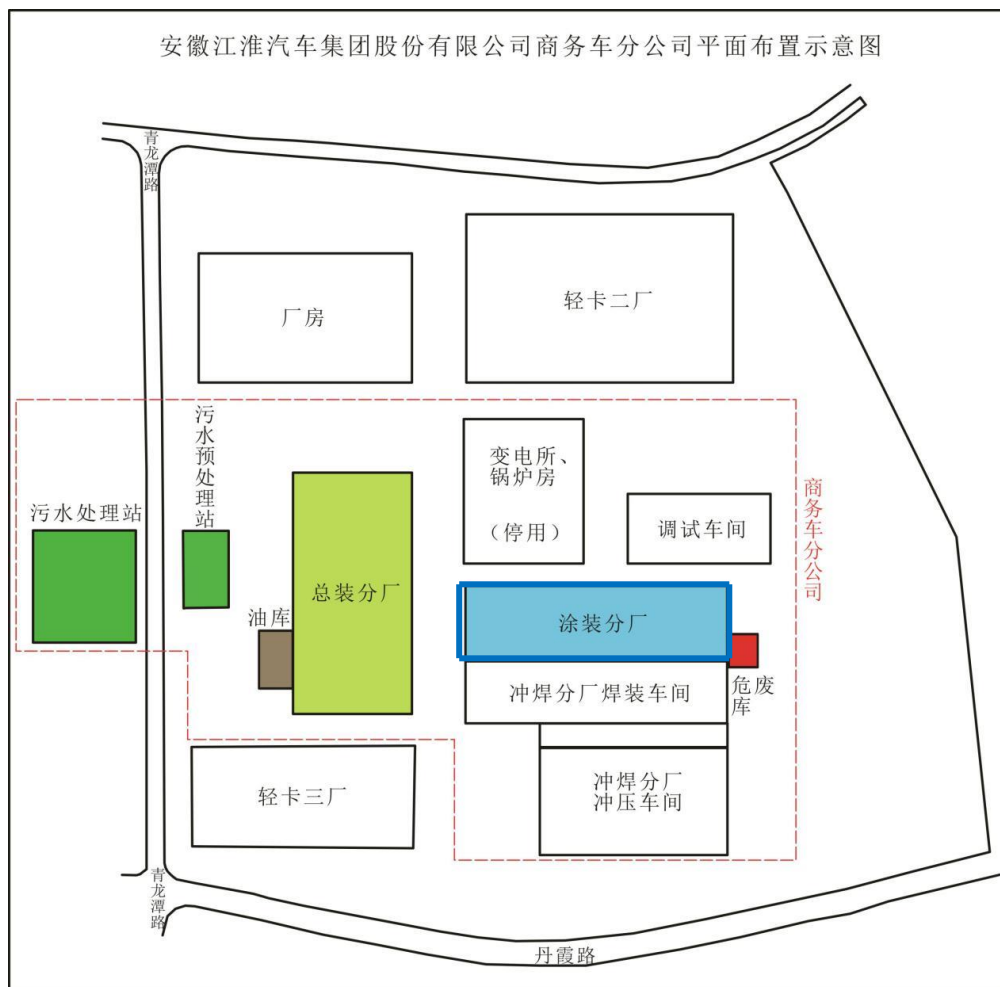 安徽江淮汽车集团股份有限公司商务车分公司平面布置示意图
青龙潭路
厂房
轻卡二厂
污水预处理站
变电所、
锅炉房
（停用）
污水处理站
调试车间
商务车分公司
总装分厂
油库
涂装分厂
冲焊分厂焊装车间
危废
库
轻卡三厂
冲焊分厂
冲压车间
青龙潭路
丹霞路